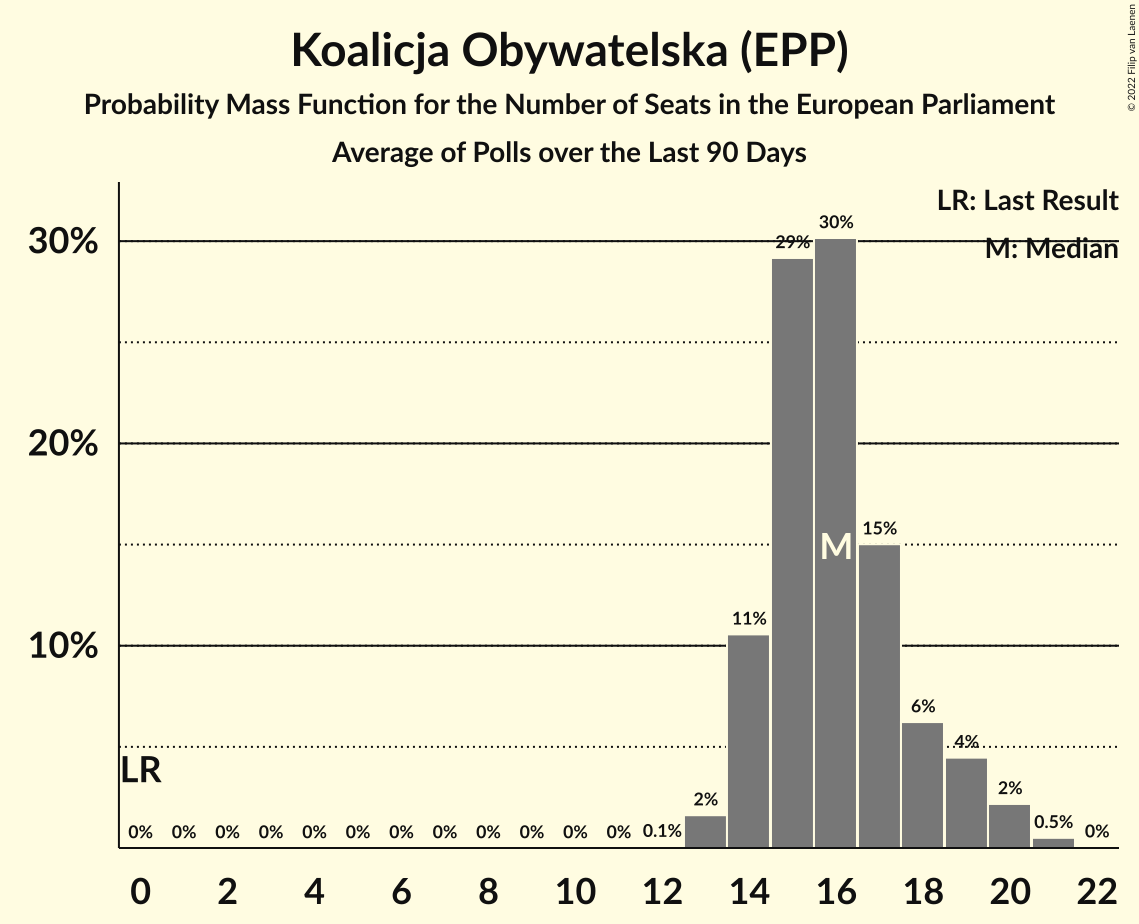 Koalicja Obywatelska (EPP)
Probability Mass Function for the Number of Seats in the European Parliament
Average of Polls over the Last 90 Days
© 2022 Filip van Laenen
LR: Last Result
M: Median
30%
20%
10%
30%
29%
15%
M
11%
6%
4%
2%
2%
0.5%
LR
0% 0% 0% 0% 0% 0% 0% 0% 0% 0% 0% 0% 0.1% 0%
0 2 4 6 8 10 12 14 16 18 20 22